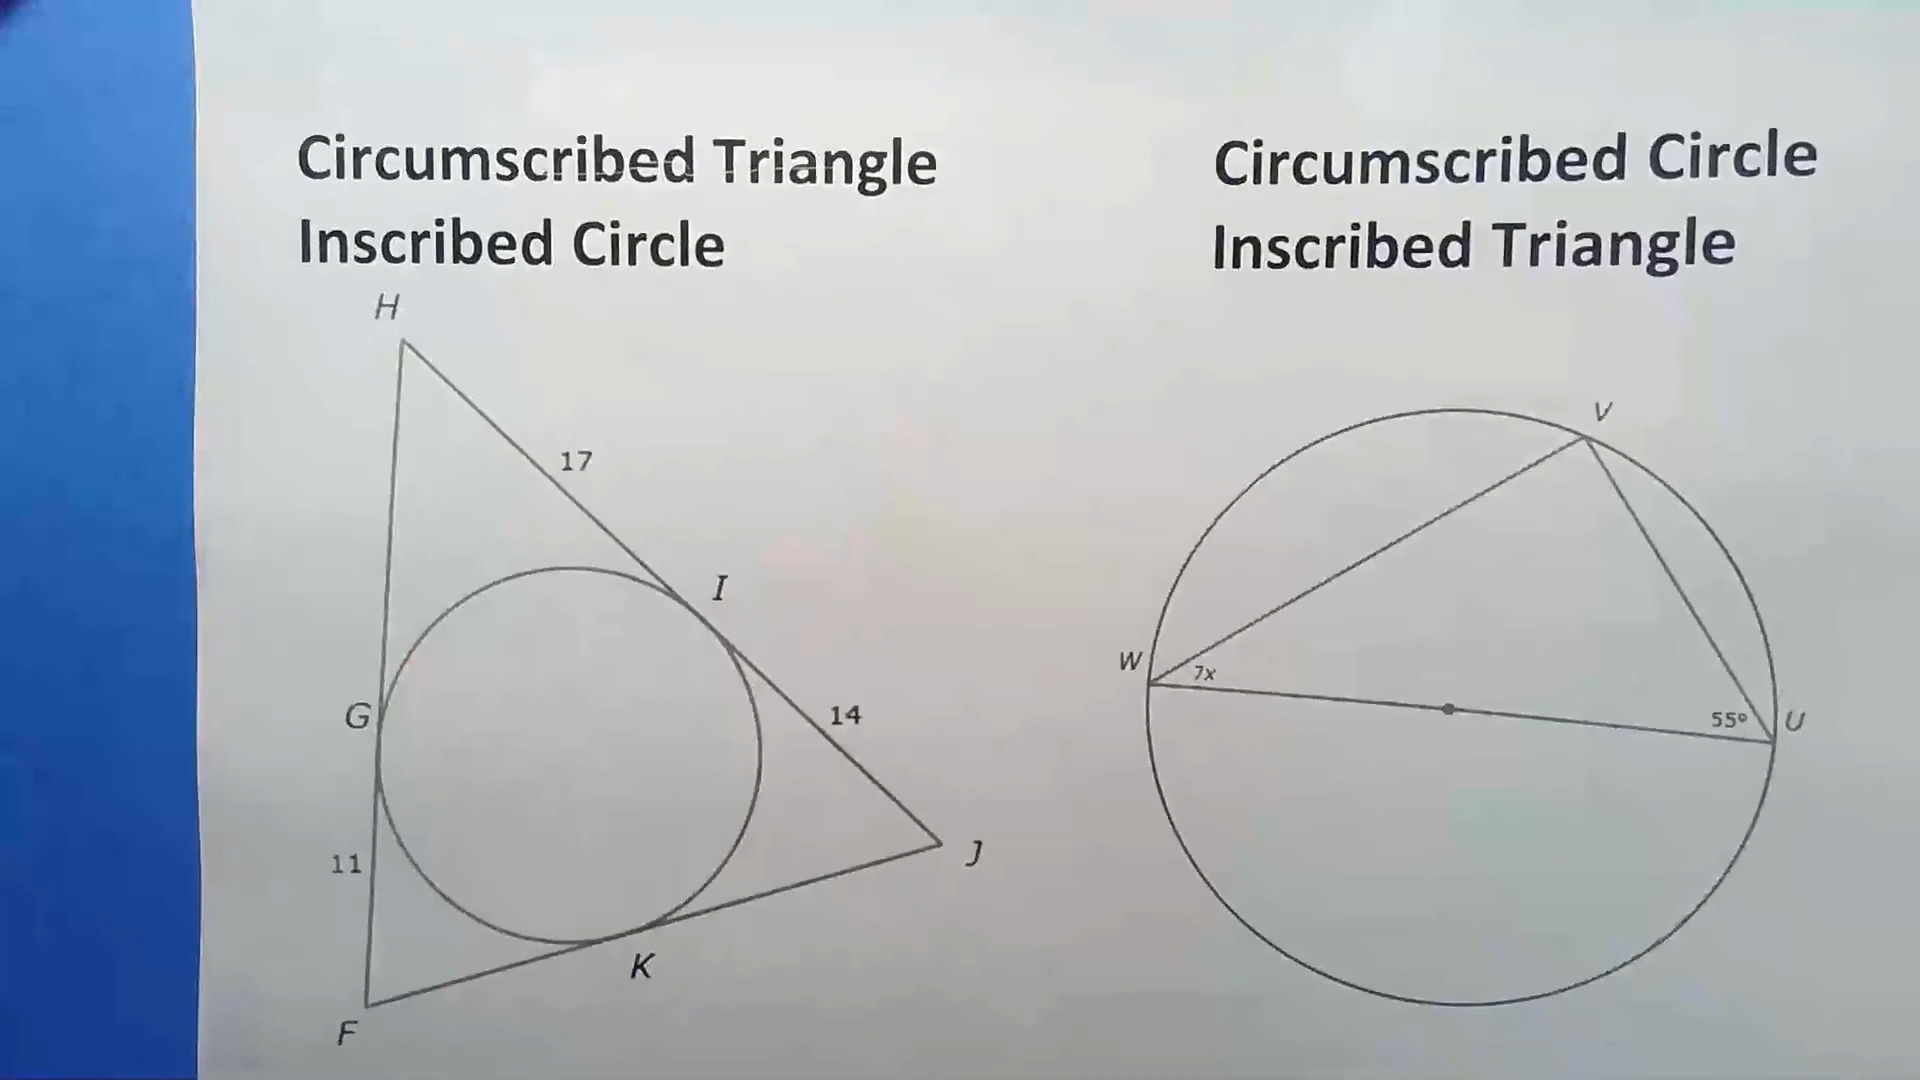 Circumscribed Triangle
Inscribed Circle
H
17
I
G
14
11
J
K
F
Circumscribed Circle
Inscribed Triangle
V
W
7x
55°
U